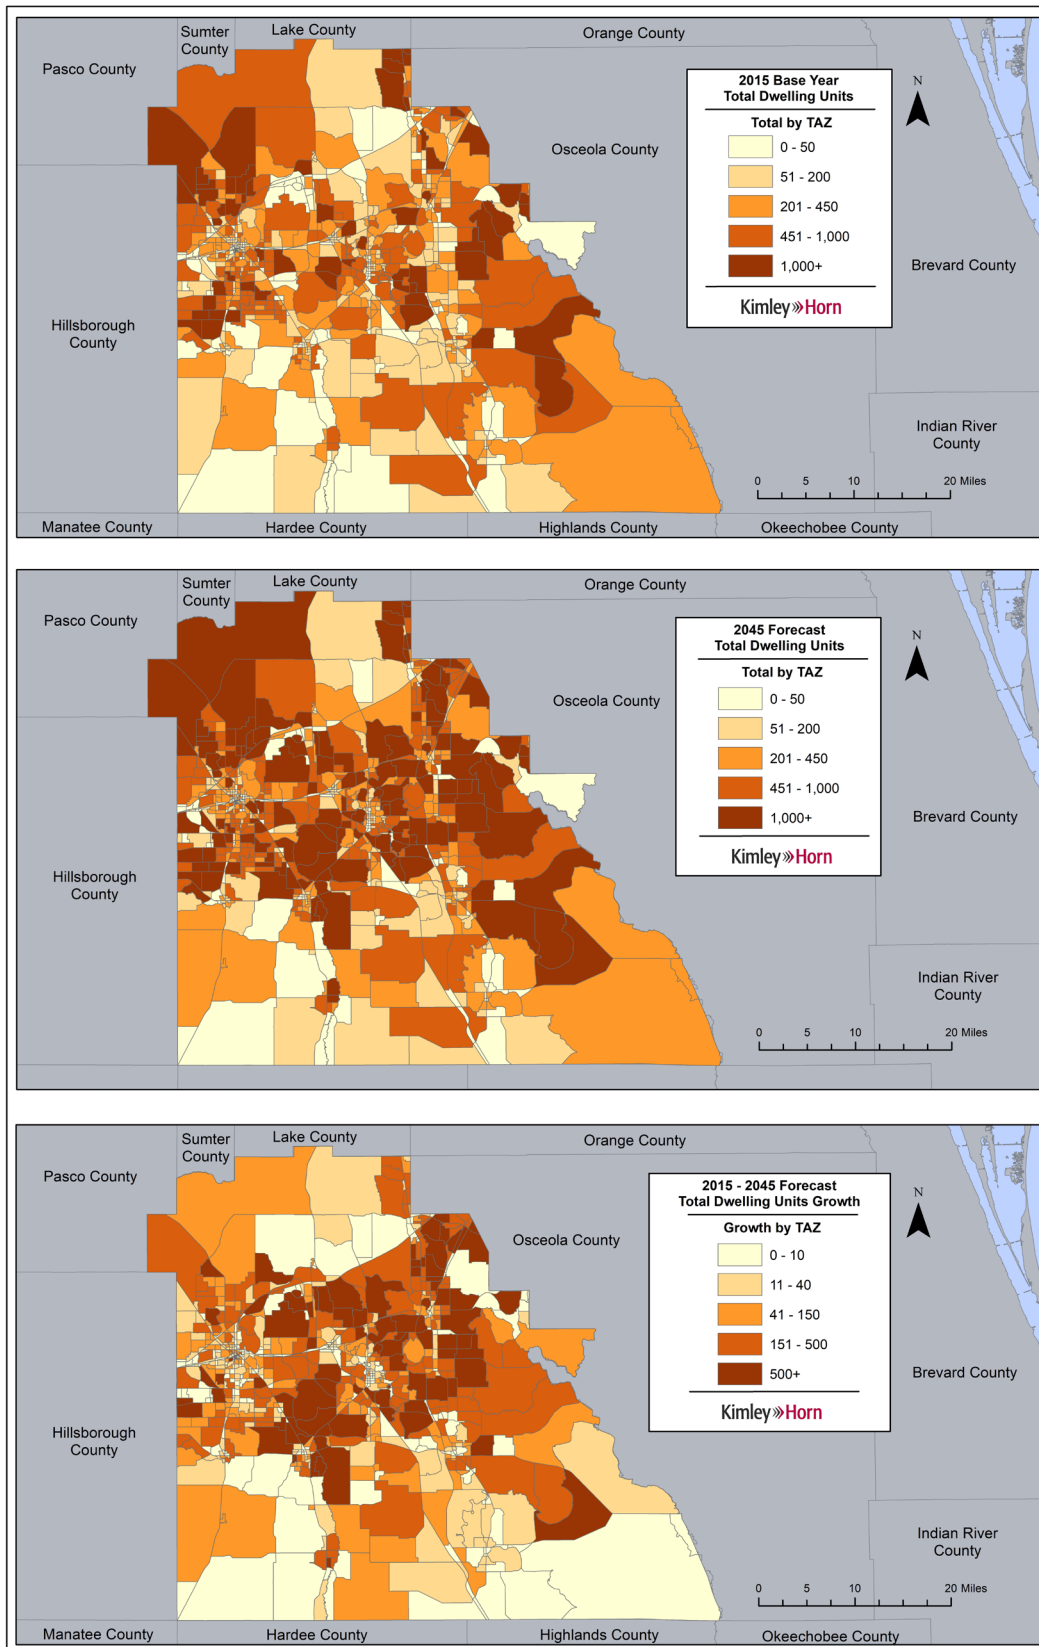 Sumter
County
Lake County
Orange County
Pasco County
2015 Base Year
Total Dwelling Units
Total by TAZ
0 - 50
51 - 200
201 - 450
451 - 1,000
1,000+
Kimley»Horn
N
Osceola County
Brevard County
Hillsborough
County
Indian River
County
0 5 10 20 Miles
Manatee County
Hardee County
Highlands County
Okeechobee County
Sumter
County
Lake County
Orange County
Pasco County
2045 Forecast
Total Dwelling Units
Total by TAZ
0 - 50
51 - 200
201 - 450
451 - 1,000
1,000+
Kimley»Horn
N
Osceola County
Brevard County
Hillsborough
County
Indian River
County
0 5 10 20 Miles
Sumter
County
Lake County
Orange County
Pasco County
2015 - 2045 Forecast
Total Dwelling Units Growth
Growth by TAZ
0 - 10
11 - 40
41 - 150
151 - 500
500+
Kimley»Horn
N
Osceola County
Brevard County
Hillsborough
County
Indian River
County
0 5 10 20 Miles
Manatee County
Hardee County
Highlands County
Okeechobee County